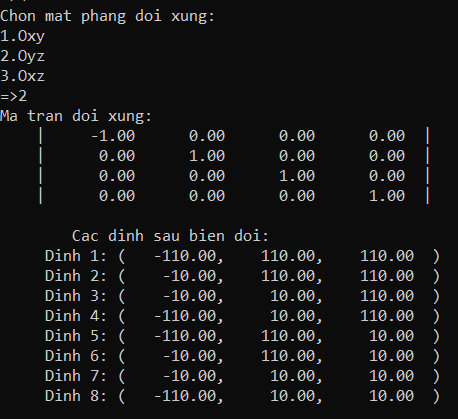 Chon mat phang doi xung:
1.Oxy
2.Oyz
3.Oxz
=>2
Ma tran doi xung:
| -1.00 0.00 0.00 0.00 |
| 0.00 1.00 0.00 0.00 |
| 0.00 0.00 1.00 0.00 |
| 0.00 0.00 0.00 1.00 |
Cac dinh sau bien doi:
Dinh 1: ( -110.00, 110.00, 110.00 )
Dinh 2: ( -10.00, 110.00, 110.00 )
Dinh 3: ( -10.00, 10.00, 110.00 )
Dinh 4: ( -110.00, 10.00, 110.00 )
Dinh 5: ( -110.00, 110.00, 10.00 )
Dinh 6: ( -10.00, 110.00, 10.00 )
Dinh 7: ( -10.00, 10.00, 10.00 )
Dinh 8: ( -110.00, 10.00, 10.00 )